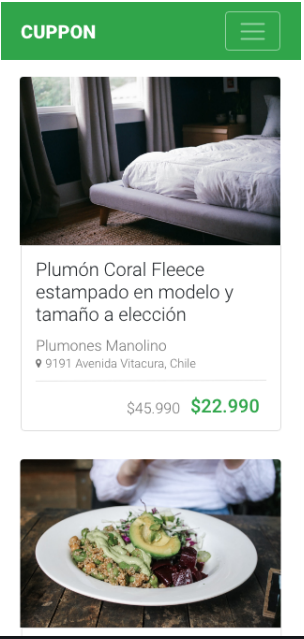 CUPPON
Plumón Coral Fleece
estampado en modelo y
tamaño a elección
Plumones Manolino
9191 Avenida Vitacura, Chile
$45.990 $22.990